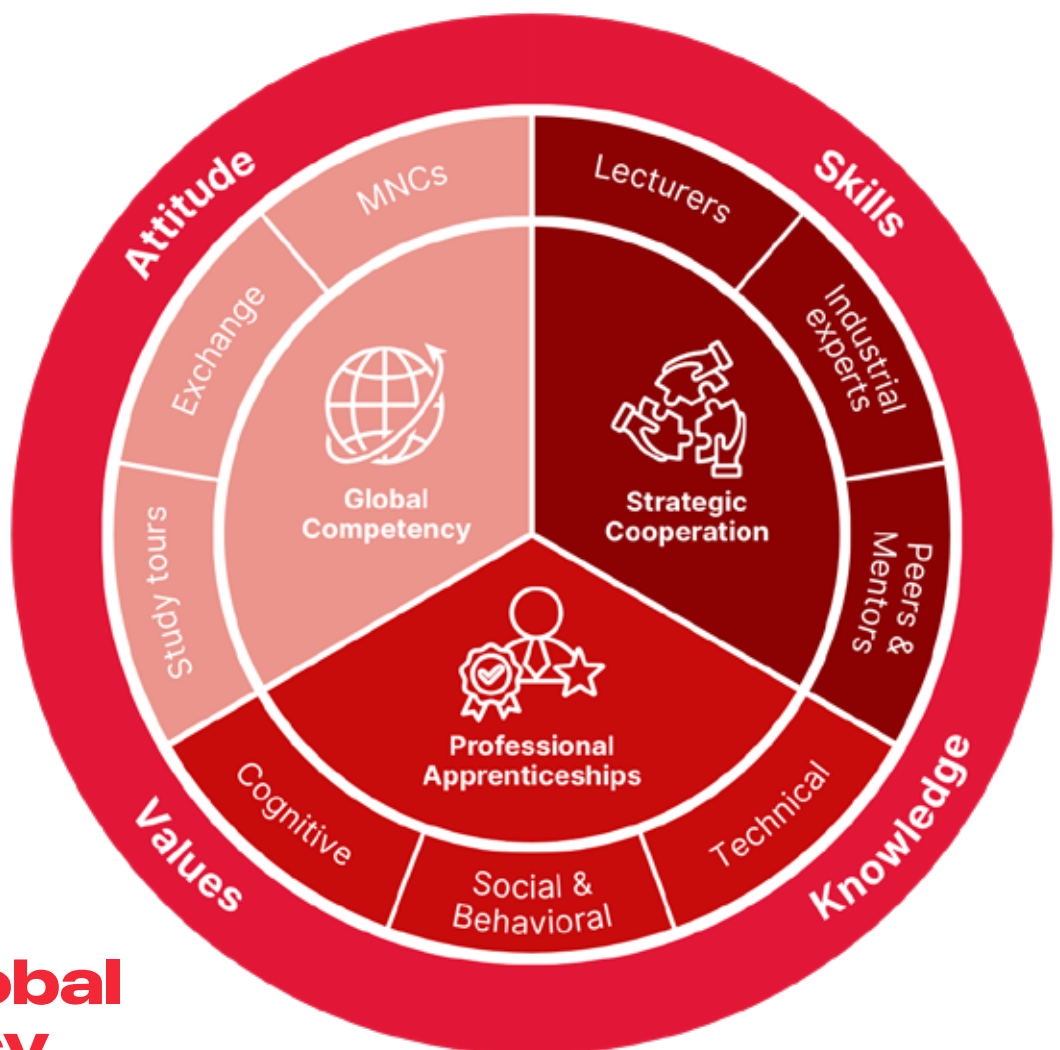 Attitude
Skills
MNCs
Lecturers
Exchange
Industrial
experts
Study tours
Peers &
Mentors
Global
Competency
Strategic
Cooperation
Professional
Apprenticeships
Cognitive
Social &
Behavioral
Technical
Values
Knowledge